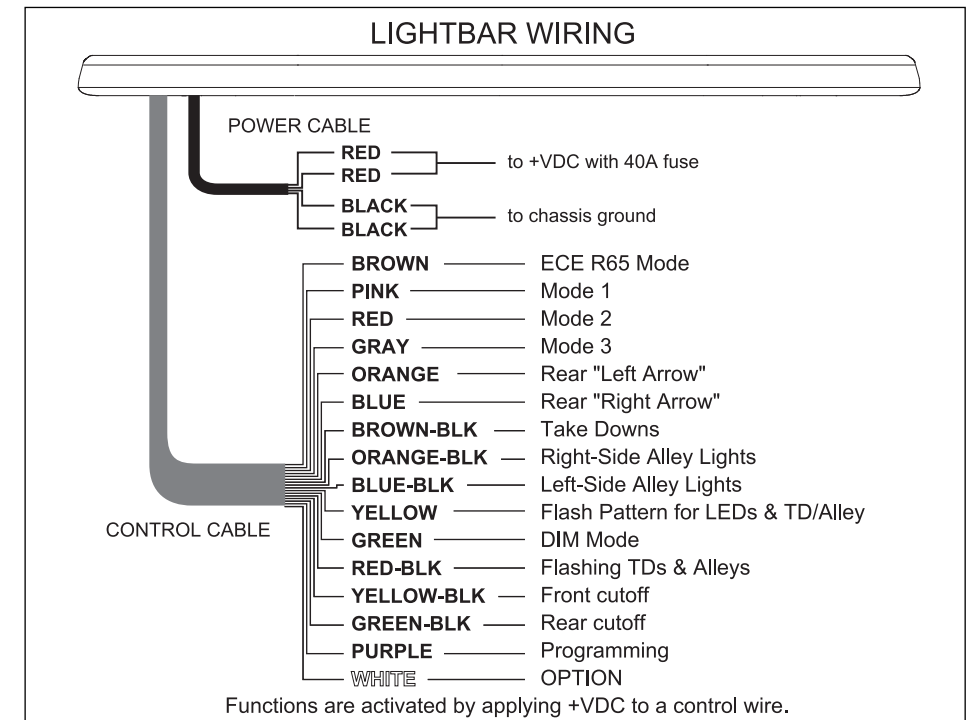 LIGHTBAR WIRING
POWER CABLE
RED
RED
to +VDC with 40A fuse
BLACK
BLACK
to chassis ground
BROWN ECE R65 Mode
PINK Mode 1
RED Mode 2
GRAY Mode 3
ORANGE Rear "Left Arrow"
BLUE Rear "Right Arrow"
BROWN-BLK Take Downs
ORANGE-BLK Right-Side Alley Lights
BLUE-BLK Left-Side Alley Lights
YELLOW Flash Pattern for LEDs & TD/Alley
CONTROL CABLE
GREEN DIM Mode
RED-BLK Flashing TDs & Alleys
YELLOW-BLK Front cutoff
GREEN-BLK Rear cutoff
PURPLE Programming
WHITE OPTION
Functions are activated by applying +VDC to a control wire.